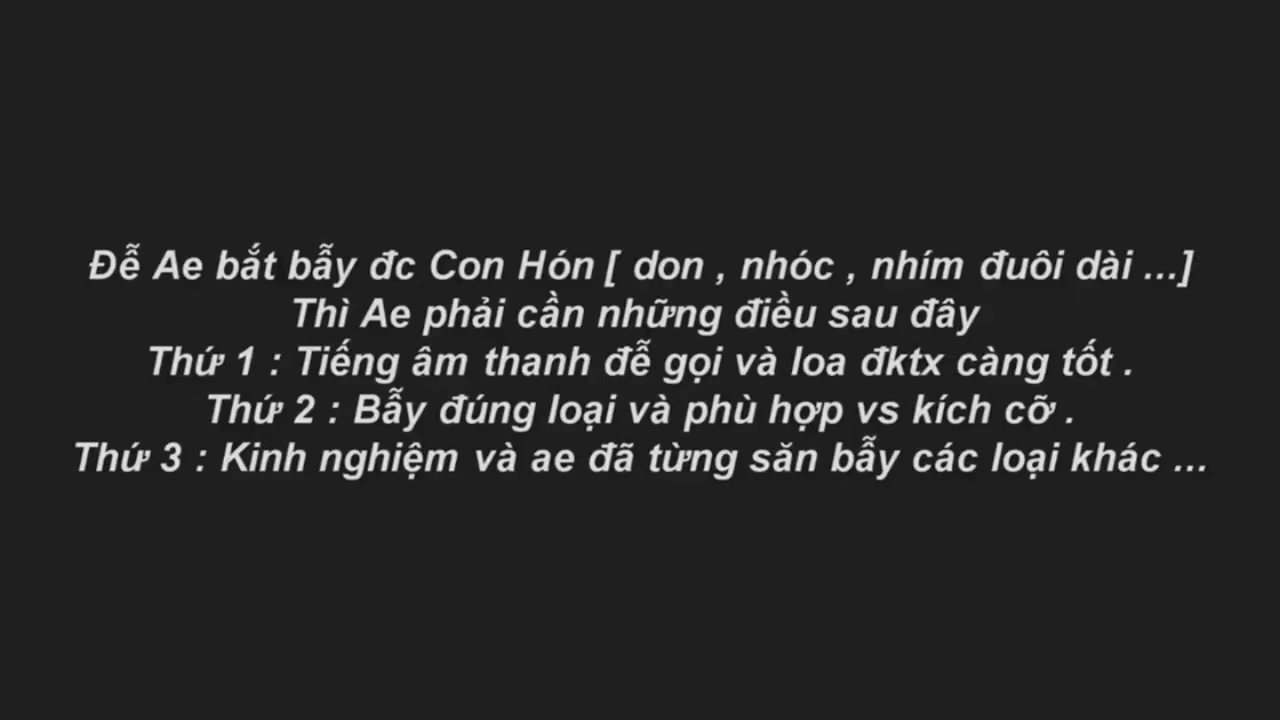 Đễ Ae bắt bẫy đc Con Hón [ don , nhóc , nhím đuôi dài ...]
Thì Ae phải cần những điều sau đây
Thứ 1 : Tiếng âm thanh đễ gọi và loa đktx càng tốt .
Thứ 2 : Bẫy đúng loại và phù hợp vs kích cỡ .
Thứ 3 : Kinh nghiệm và ae đã từng săn bẫy các loại khác ...